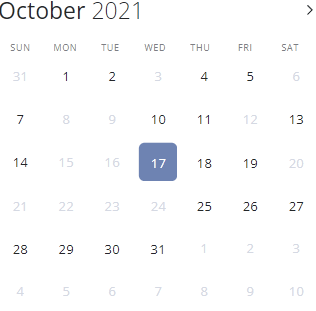 October 2021
SUN MON TUE WED THU FRI SAT
31 1 2 3 4 5 6
7 8 9 10 11 12 13
14 15 16 17 18 19 20
21 22 23 24 25 26 27
28 29 30 31 1 2 3
4 5 6 7 8 9 10